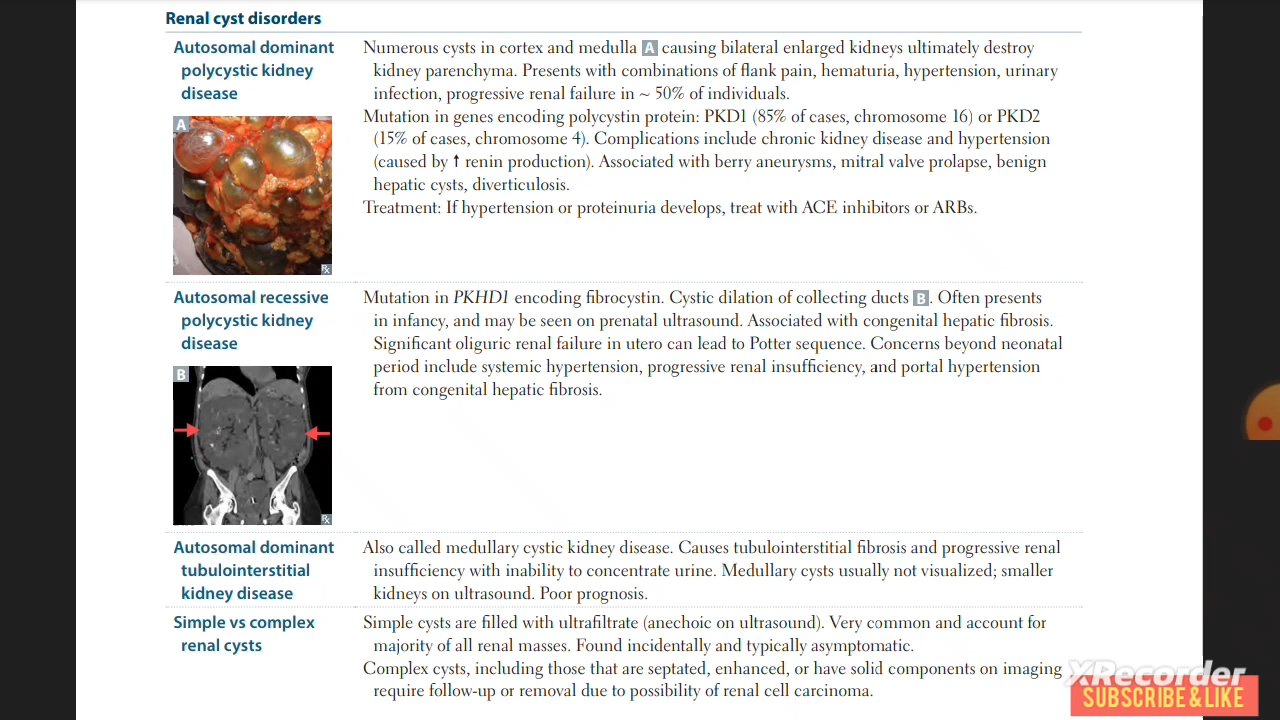 Renal cyst disorders
Autosomal dominant
polycystic kidney
disease
Numerous cysts in cortex and medulla A causing bilateral enlarged kidneys ultimately destroy
kidney parenchyma. Presents with combinations of flank pain, hematuria, hypertension, urinary
infection, progressive renal failure in ~ 50% of individuals.
Mutation in genes encoding polycystin protein: PKD1 (85% of cases, chromosome 16) or PKD2
(15% of cases, chromosome 4). Complications include chronic kidney disease and hypertension
(caused by ↑ renin production). Associated with berry aneurysms, mitral valve prolapse, benign
hepatic cysts, diverticulosis.
Treatment: If hypertension or proteinuria develops, treat with ACE inhibitors or ARBs.
A
Rx
Autosomal recessive
polycystic kidney
disease
Mutation in PKHD1 encoding fibrocystin. Cystic dilation of collecting ducts B. Often presents
in infancy, and may be seen on prenatal ultrasound. Associated with congenital hepatic fibrosis.
Significant oliguric renal failure in utero can lead to Potter sequence. Concerns beyond neonatal
period include systemic hypertension, progressive renal insufficiency, and portal hypertension
from congenital hepatic fibrosis.
B
Rx
Autosomal dominant
tubulointerstitial
kidney disease
Also called medullary cystic kidney disease. Causes tubulointerstitial fibrosis and progressive renal
insufficiency with inability to concentrate urine. Medullary cysts usually not visualized; smaller
kidneys on ultrasound. Poor prognosis.
Simple vs complex
renal cysts
Simple cysts are filled with ultrafiltrate (anechoic on ultrasound). Very common and account for
majority of all renal masses. Found incidentally and typically asymptomatic.
Complex cysts, including those that are septated, enhanced, or have solid components on imaging
require follow-up or removal due to possibility of renal cell carcinoma.
XRecorder
SUBSCRIBE & LIKE